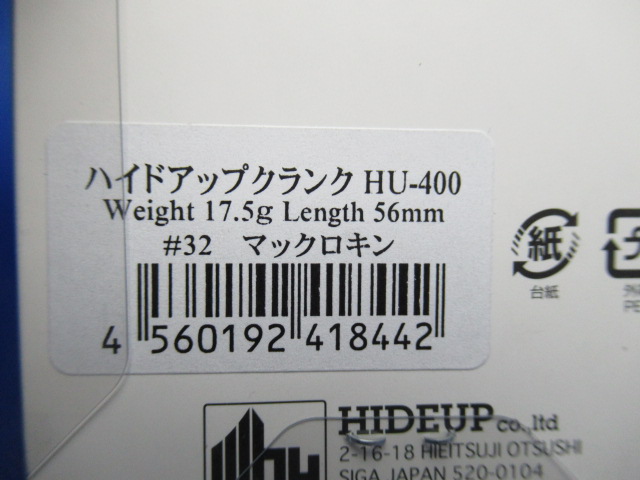 ハイドアップクランク HU-400
Weight 17.5g Length 56mm
#32 マックロキン
4 560192 418442
紙
台紙
プ
PE
HIDEUP co.,ltd
2-16-18 HIEITSUJI OTSUSHI
SIGA JAPAN 520-0104